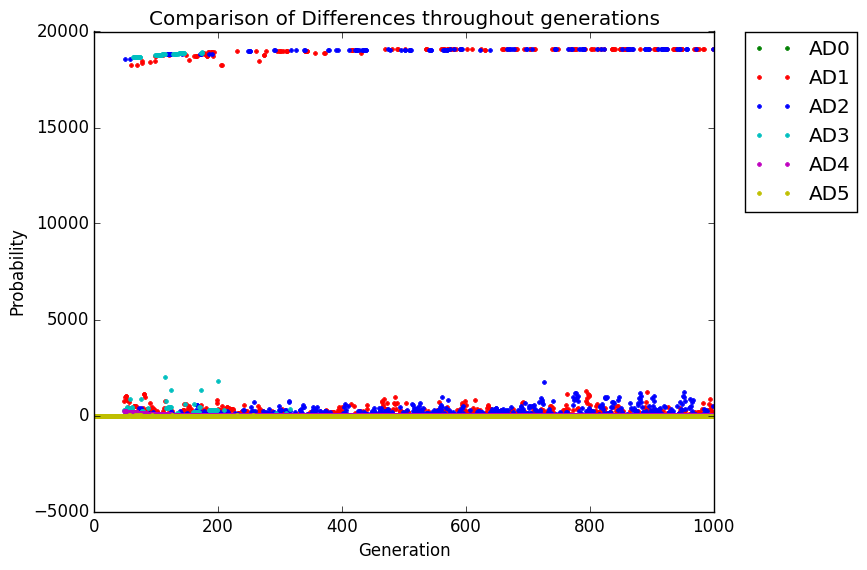 Comparison of Differences throughout generations
20000
15000
10000
5000
0
−5000
Probability
0 200 400 600 800 1000
Generation
AD0
AD1
AD2
AD3
AD4
AD5